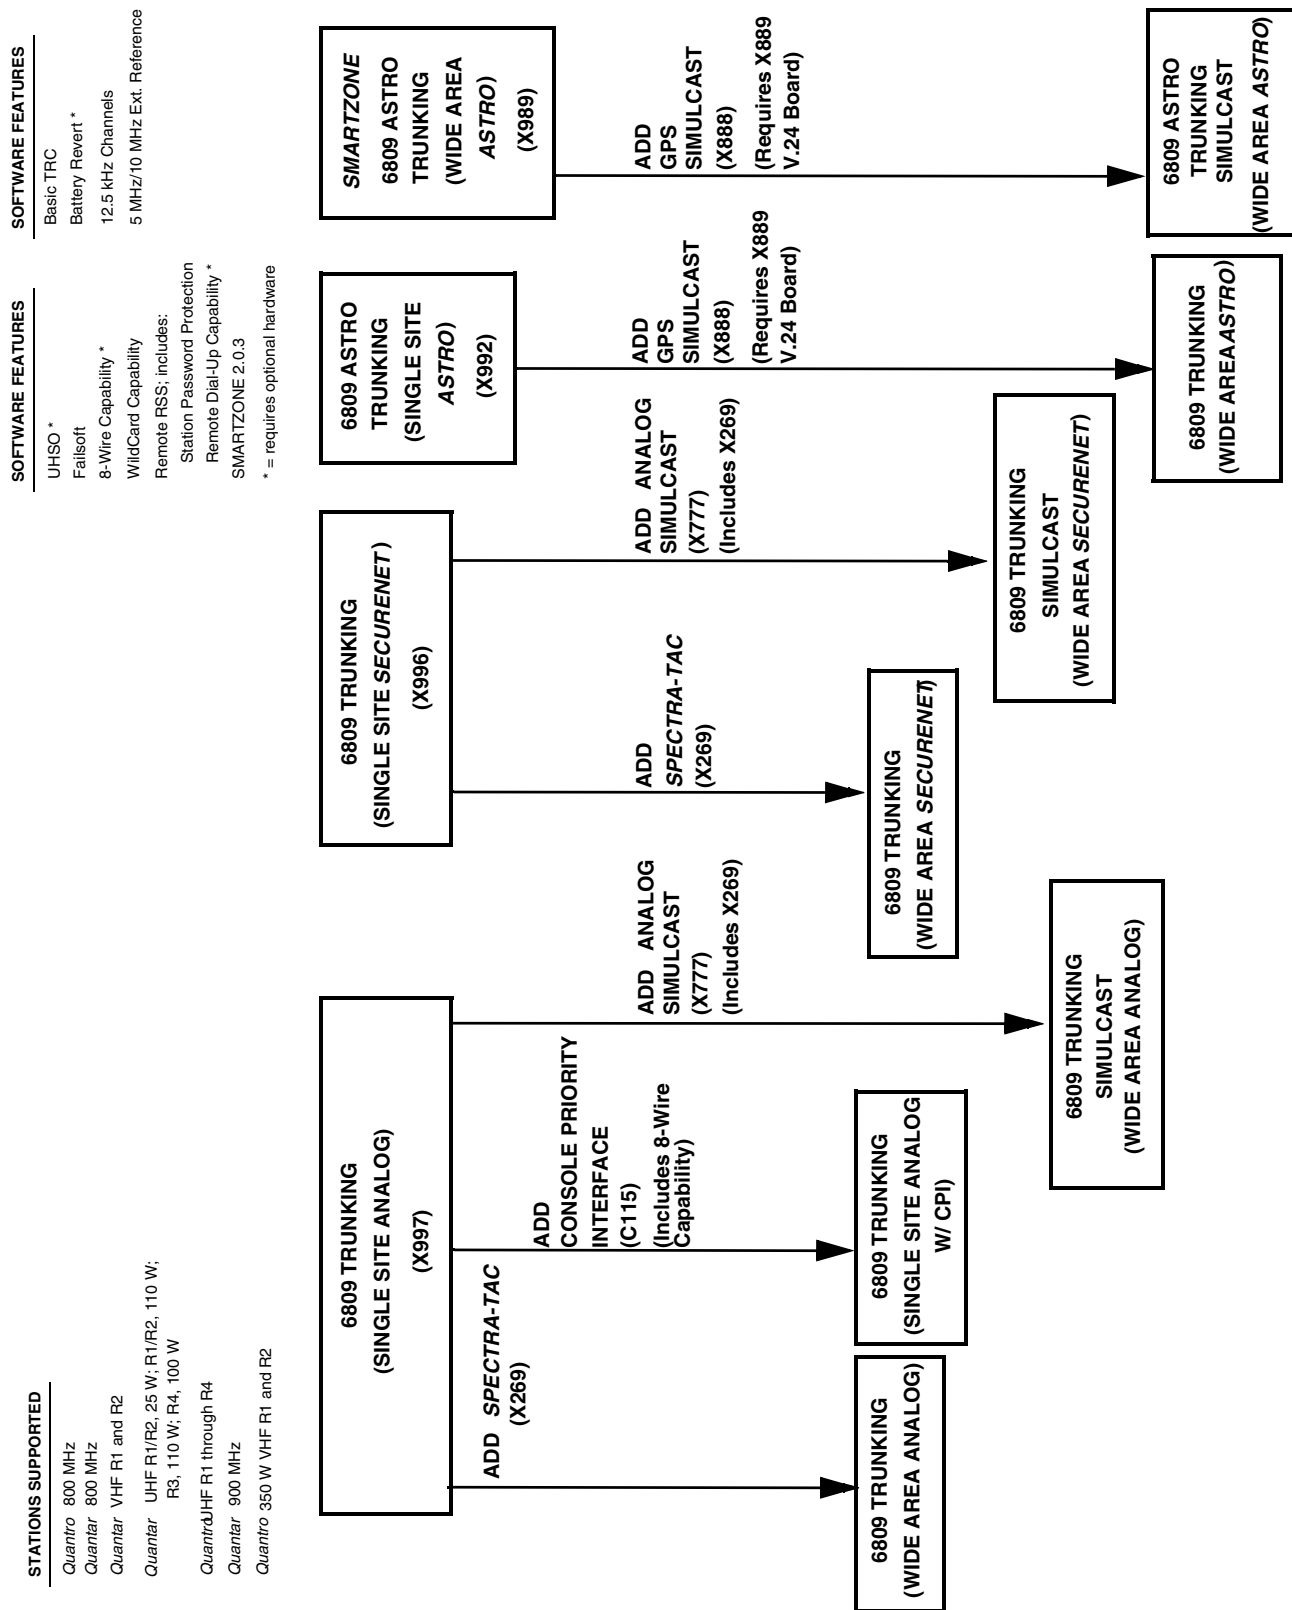 STATIONS SUPPORTED
Quantro 800 MHz
Quantar 800 MHz
Quantar VHF R1 and R2
Quantar UHF R1/R2, 25 W; R1/R2, 110 W;
R3, 110 W; R4, 100 W
Quantro UHF R1 through R4
Quantar 900 MHz
Quantro 350 W VHF R1 and R2
SOFTWARE FEATURES
UHSO *
Failsoft
8-Wire Capability *
WildCard Capability
Remote RSS; includes:
Station Password Protection
Remote Dial-Up Capability *
SMARTZONE 2.0.3
* = requires optional hardware
SOFTWARE FEATURES
Basic TRC
Battery Revert *
12.5 kHz Channels
5 MHz/10 MHz Ext. Reference
6809 TRUNKING
(SINGLE SITE ANALOG)
(X997)
6809 TRUNKING
(SINGLE SITE SECURENET)
(X996)
6809 ASTRO
TRUNKING
(SINGLE SITE
ASTRO)
(X992)
SMARTZONE
6809 ASTRO
TRUNKING
(WIDE AREA
ASTRO)
(X989)
ADD SPECTRA-TAC
(X269)
ADD
CONSOLE PRIORITY
INTERFACE
(C115)
(Includes 8-Wire
Capability)
ADD ANALOG
SIMULCAST
(X777)
(Includes X269)
ADD
SPECTRA-TAC
(X269)
ADD ANALOG
SIMULCAST
(X777)
(Includes X269)
ADD
GPS
SIMULCAST
(X888)
(Requires X889
V.24 Board)
ADD
GPS
SIMULCAST
(X888)
(Requires X889
V.24 Board)
6809 TRUNKING
(WIDE AREA ANALOG)
6809 TRUNKING
(SINGLE SITE ANALOG
W/ CPI)
6809 TRUNKING
SIMULCAST
(WIDE AREA ANALOG)
6809 TRUNKING
(WIDE AREA SECURENET)
6809 TRUNKING
SIMULCAST
(WIDE AREA SECURENET)
6809 TRUNKING
(WIDE AREA ASTRO)
6809 ASTRO
TRUNKING
SIMULCAST
(WIDE AREA ASTRO)